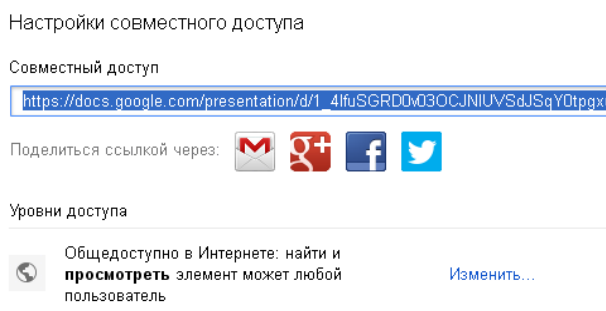 Настройки совместного доступа
Совместный доступ
https://docs.google.com/presentation/d/1_4lfuSGRD0v03OCJNIUVSdJSqY0tpgx
Поделиться ссылкой через:
Уровни доступа
Общедоступно в Интернете: найти и
просмотреть элемент может любой
Изменить...
пользователь